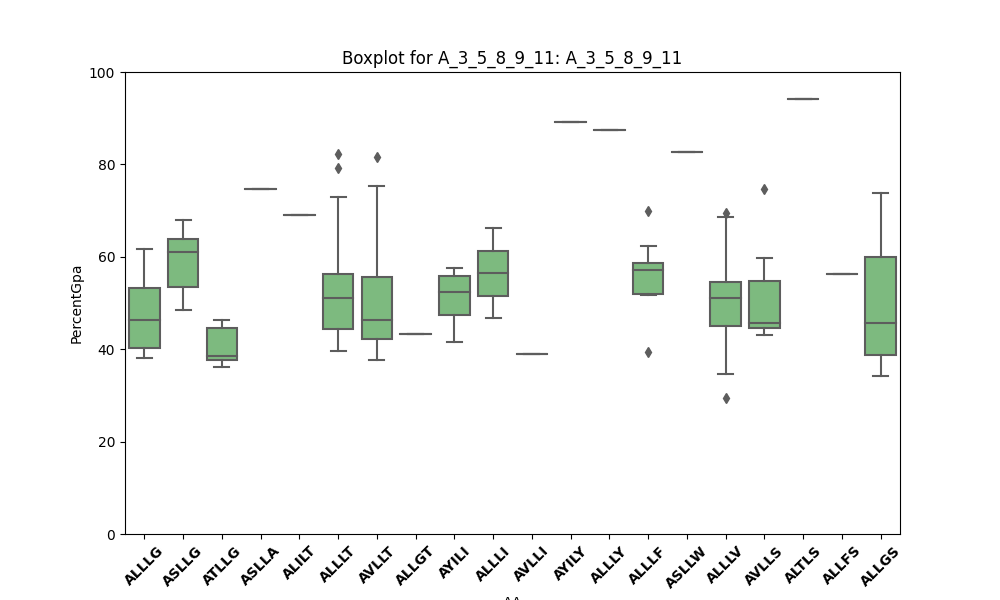 Boxplot for A_3_5_8_9_11: A_3_5_8_9_11
100
80
60
40
20
0
PercentGpa
ALLLG
ASLLG
ATLLG
ASLLA
ALILT
ALLLT
AVLLT
ALLGT
AYILI
ALLLI
AVLLI
AYILY
ALLLY
ALLLF
ASLLW
ALLLV
AVLLS
ALTLS
ALLFS
ALLGS